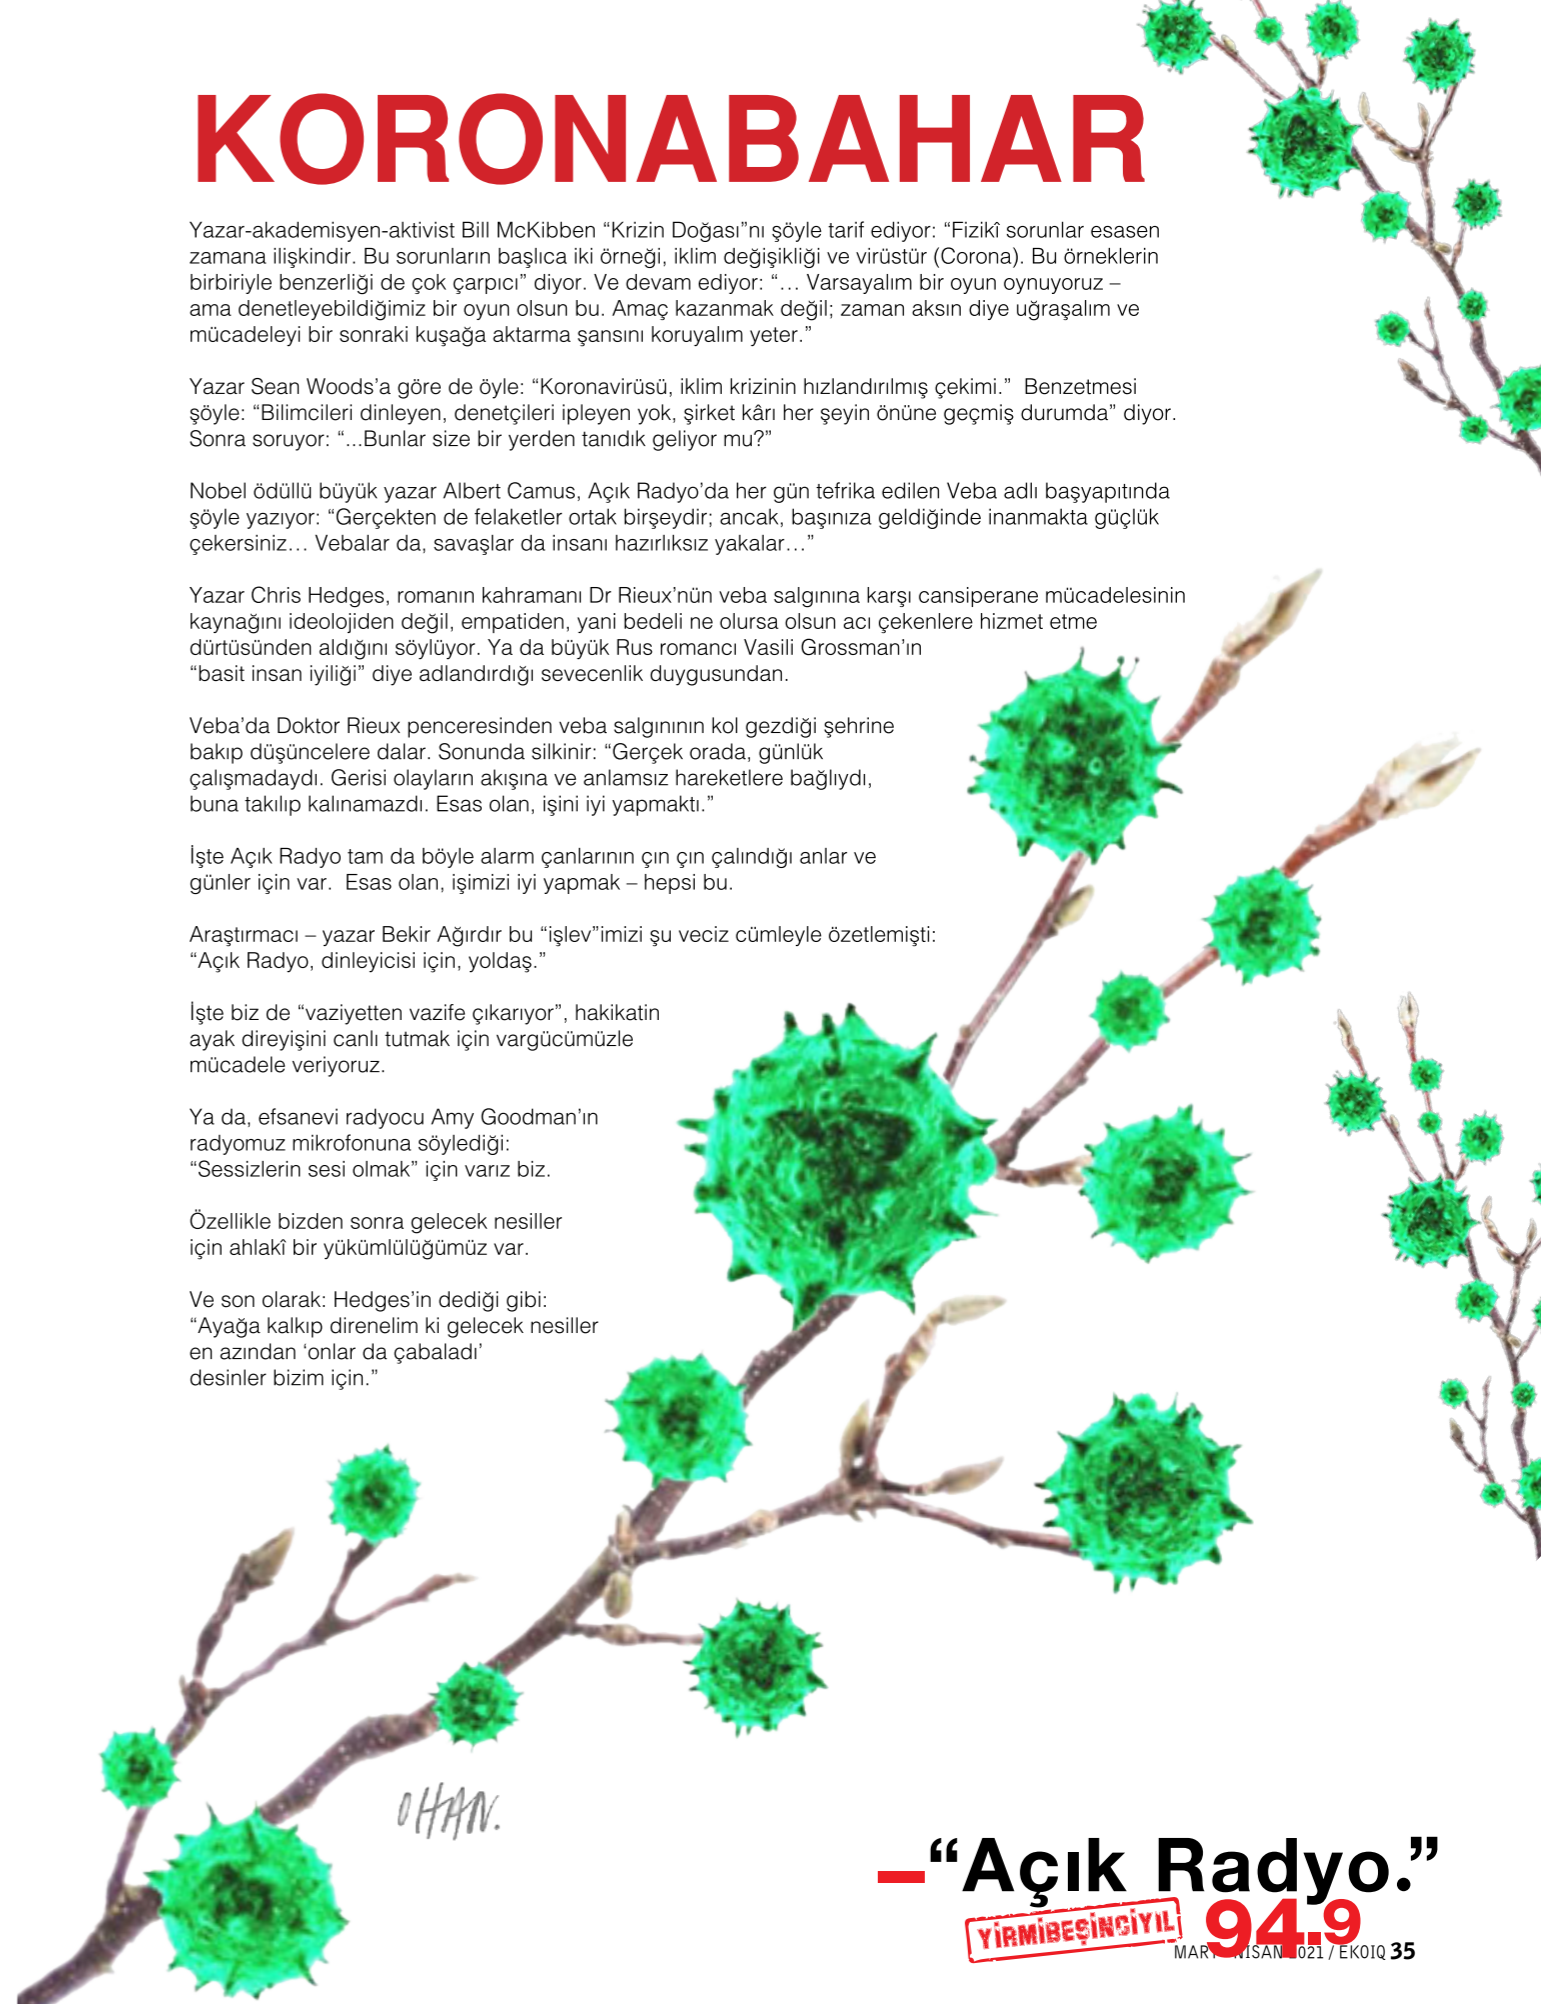 KORONABAHAR
Yazar-akademisyen-aktivist Bill McKibben “Krizin Doğası”nı şöyle tarif ediyor: “Fizikî sorunlar esasen
zamana ilişkindir. Bu sorunların başlıca iki örneği, iklim değişikliği ve virüstür (Corona). Bu örneklerin
birbiriyle benzerliği de çok çarpıcı” diyor. Ve devam ediyor: “… Varsayalım bir oyun oynuyoruz –
ama denetleyebildiğimiz bir oyun olsun bu. Amaç kazanmak değil; zaman aksın diye uğraşalım ve
mücadeleyi bir sonraki kuşağa aktarma şansını koruyalım yeter.”
Yazar Sean Woods’a göre de öyle: “Koronavirüsü, iklim krizinin hızlandırılmış çekimi.”  Benzetmesi
şöyle: “Bilimcileri dinleyen, denetçileri ipleyen yok, şirket kârı her şeyin önüne geçmiş durumda” diyor.
Sonra soruyor: “...Bunlar size bir yerden tanıdık geliyor mu?”
Nobel ödüllü büyük yazar Albert Camus, Açık Radyo’da her gün tefrika edilen Veba adlı başyapıtında
şöyle yazıyor: “Gerçekten de felaketler ortak birşeydir; ancak, başınıza geldiğinde inanmakta güçlük
çekersiniz… Vebalar da, savaşlar da insanı hazırlıksız yakalar…”
Yazar Chris Hedges, romanın kahramanı Dr Rieux’nün veba salgınına karşı cansiperane mücadelesinin
kaynağını ideolojiden değil, empatiden, yani bedeli ne olursa olsun acı çekenlere hizmet etme
dürtüsünden aldığını söylüyor. Ya da büyük Rus romancı Vasili Grossman’ın
“basit insan iyiliği” diye adlandırdığı sevecenlik duygusundan.
Veba’da Doktor Rieux penceresinden veba salgınının kol gezdiği şehrine
bakıp düşüncelere dalar. Sonunda silkinir: “Gerçek orada, günlük
çalışmadaydı. Gerisi olayların akışına ve anlamsız hareketlere bağlıydı,
buna takılıp kalınamazdı. Esas olan, işini iyi yapmaktı.”
İşte Açık Radyo tam da böyle alarm çanlarının çın çın çalındığı anlar ve
günler için var.  Esas olan, işimizi iyi yapmak – hepsi bu.
Araştırmacı – yazar Bekir Ağırdır bu “işlev”imizi şu veciz cümleyle özetlemişti:
“Açık Radyo, dinleyicisi için, yoldaş.”
İşte biz de “vaziyetten vazife çıkarıyor”, hakikatin
ayak direyişini canlı tutmak için vargücümüzle
mücadele veriyoruz.
Ya da, efsanevi radyocu Amy Goodman’ın
radyomuz mikrofonuna söylediği:
“Sessizlerin sesi olmak” için varız biz.
Özellikle bizden sonra gelecek nesiller
için ahlakî bir yükümlülüğümüz var.
Ve son olarak: Hedges’in dediği gibi:
“Ayağa kalkıp direnelim ki gelecek nesiller
en azından ‘onlar da çabaladı’
desinler bizim için.”
OHAN.
–“Açık Radyo.”
YİRMİBEŞİNCİYIL
94.9
MART - NİSAN 2021 / EKOIQ 35